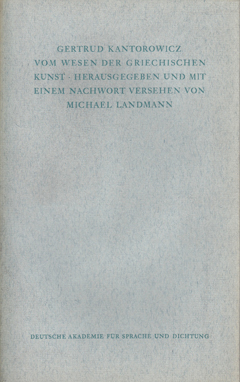 GERTRUD KANTOROWICZ
VOM WESEN DER GRIECHISCHEN
KUNST · HERAUSGEGEBEN UND MIT
EINEM NACHWORT VERSEHEN VON
MICHAEL LANDMANN
DEUTSCHE AKADEMIE FÜR SPRACHE UND DICHTUNG